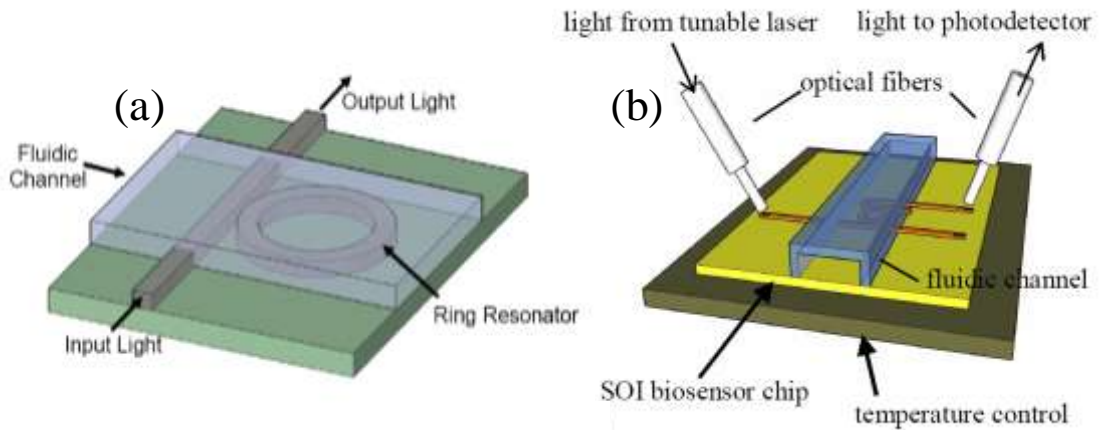 (a)
Output Light
Fluidic
Channel
Ring Resonator
Input Light
(b)
light from tunable laser
light to photodetector
optical fibers
fluidic channel
SOI biosensor chip
temperature control